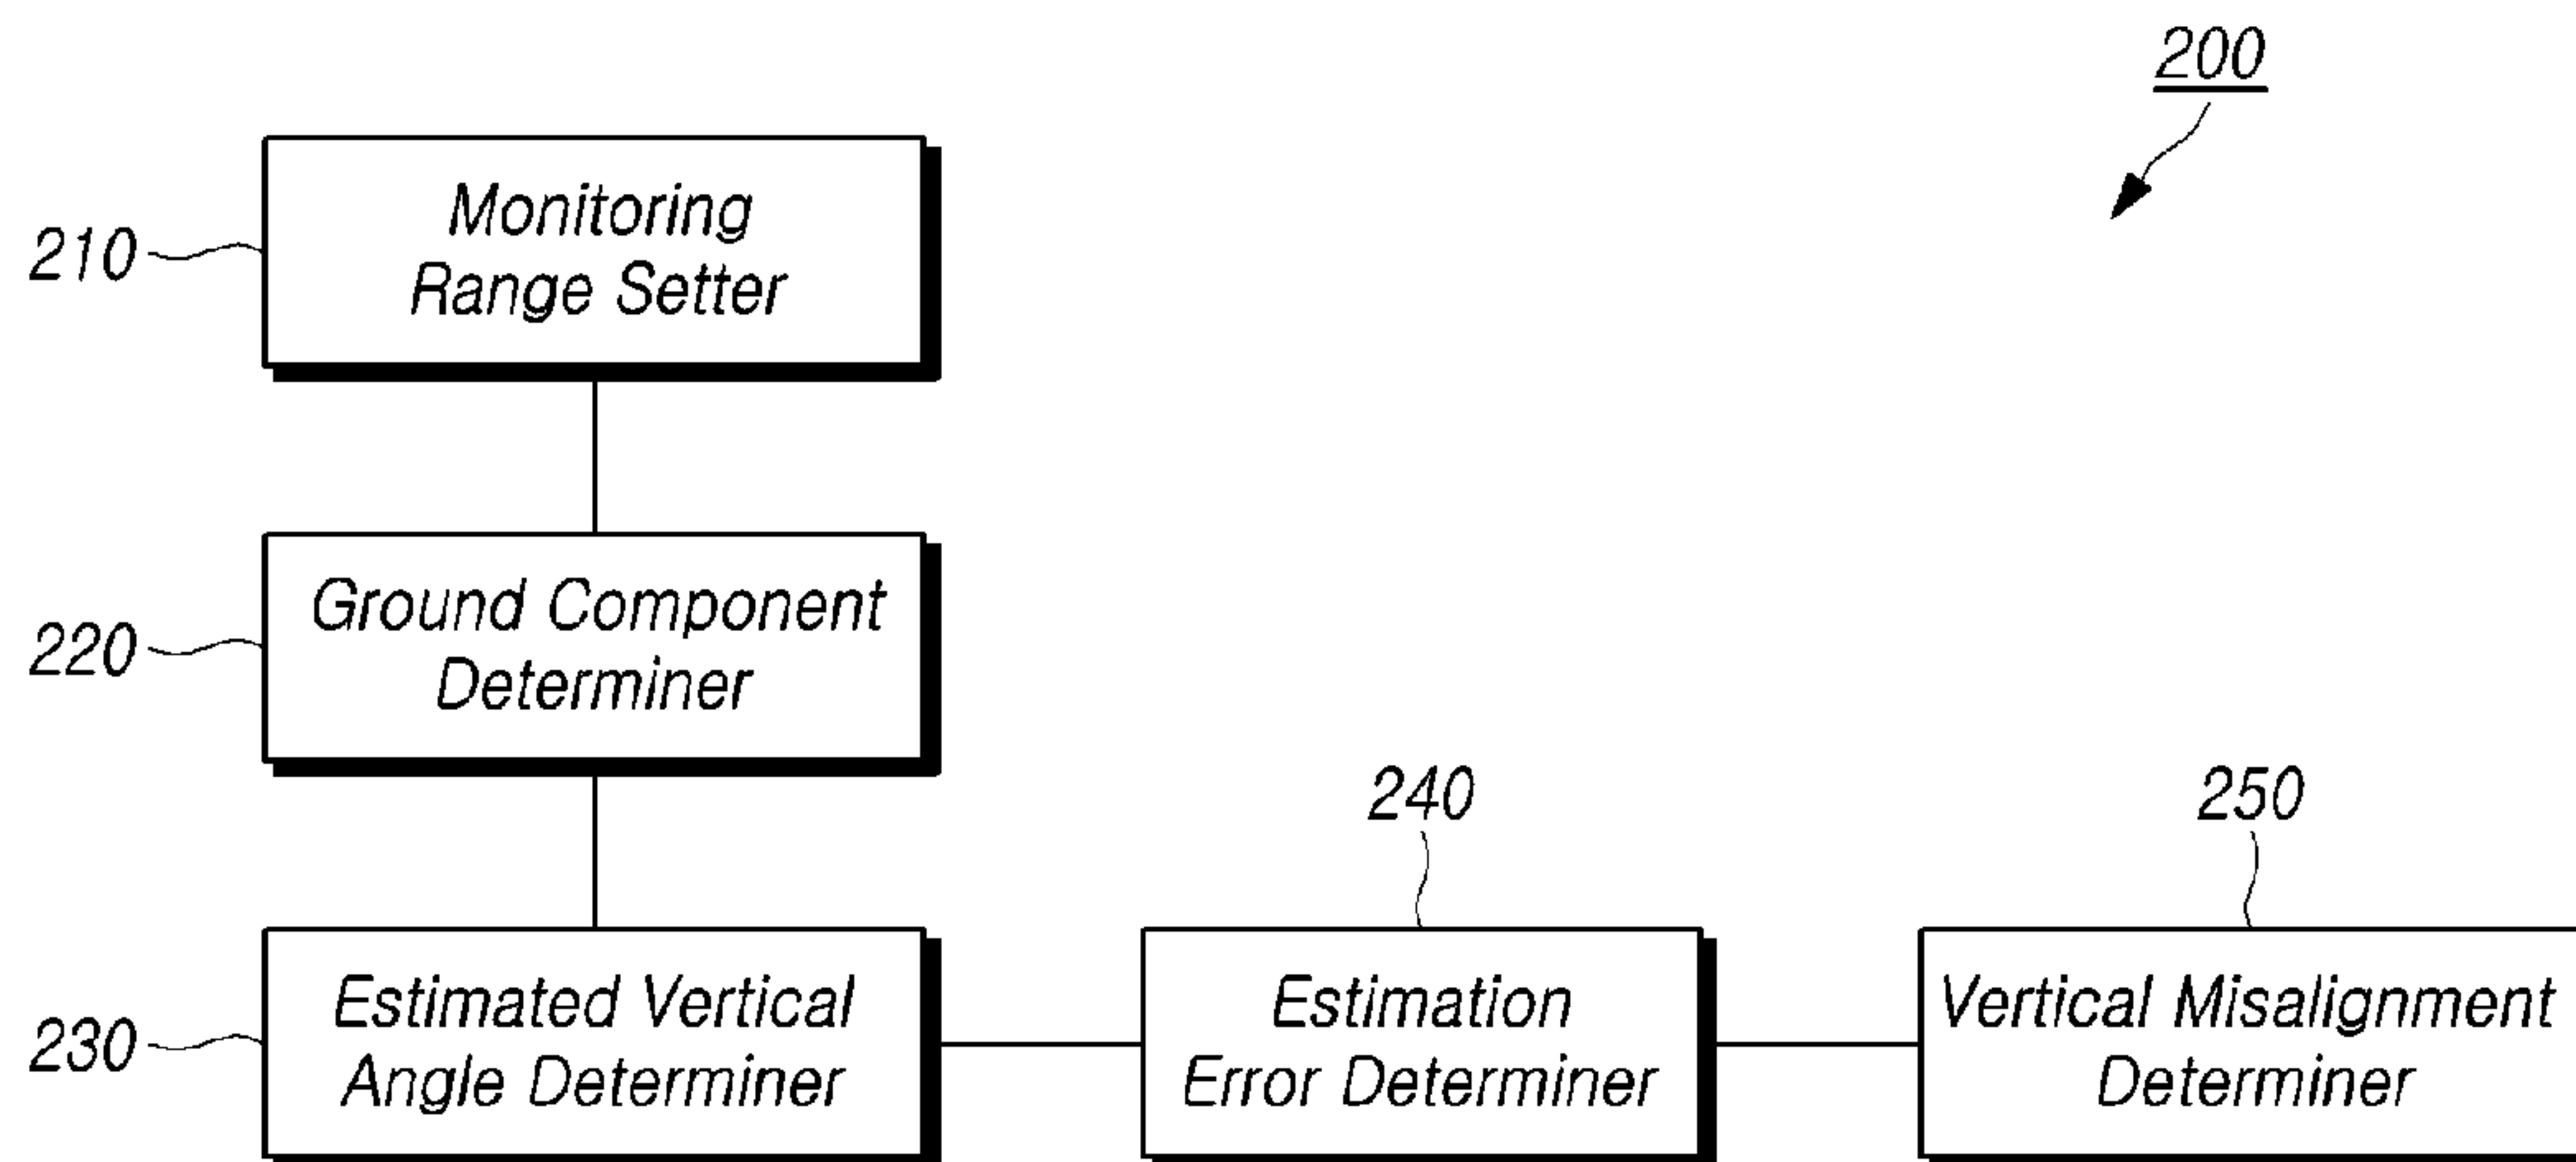 200
210
Monitoring
Range Setter
220
Ground Component
Determiner
230
Estimated Vertical
Angle Determiner
240
Estimation
Error Determiner
250
Vertical Misalignment
Determiner